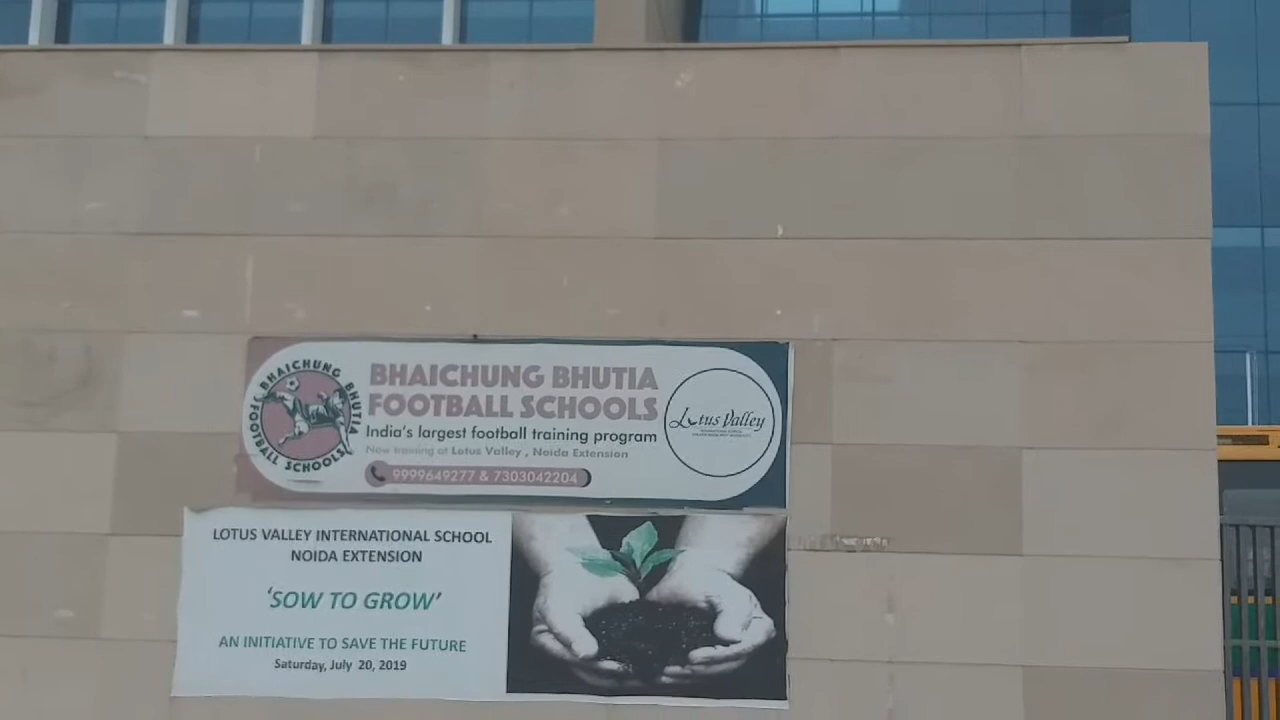 BHAICHUNG BHUTIA
FOOTBALL SCHOOLS
BHAICHUNG BHUTIA
FOOTBALL SCHOOLS
India's largest football training program
Now training at Lotus Valley , Noida Extension
9999649277 & 7303042204
Lotus Valley
LOTUS VALLEY INTERNATIONAL SCHOOL
NOIDA EXTENSION
'SOW TO GROW'
AN INITIATIVE TO SAVE THE FUTURE
Saturday, July 20, 2019